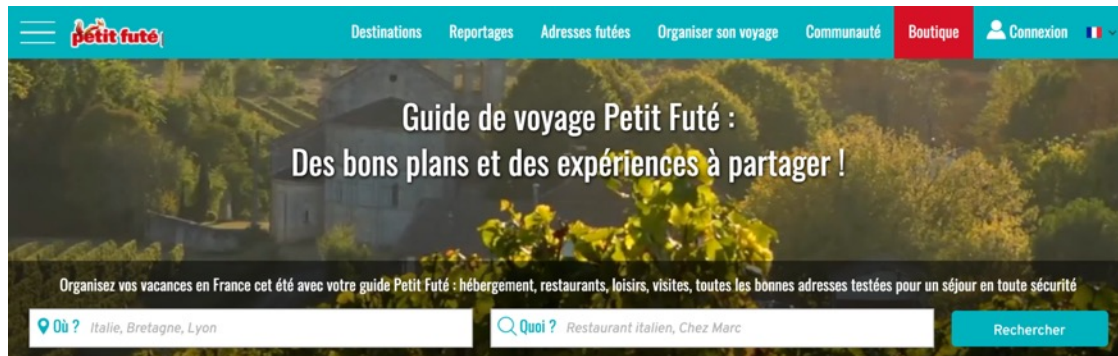 petit futé
Destinations Reportages Adresses futées Organiser son voyage Communauté Boutique Connexion
Guide de voyage Petit Futé :
Des bons plans et des expériences à partager !
Organisez vos vacances en France cet été avec votre guide Petit Futé : hébergement, restaurants, loisirs, visites, toutes les bonnes adresses testées pour un séjour en toute sécurité
Où ? Italie, Bretagne, Lyon Quoi ? Restaurant italien, Chez Marc Rechercher